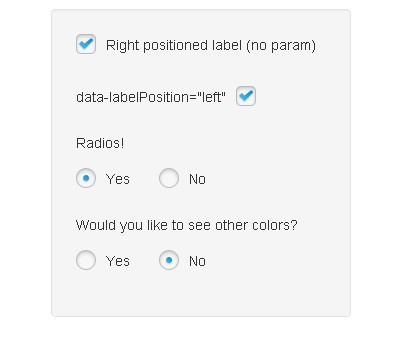 Right positioned label (no param)
data-labelPosition="left"
Radios!
Yes No
Would you like to see other colors?
Yes No